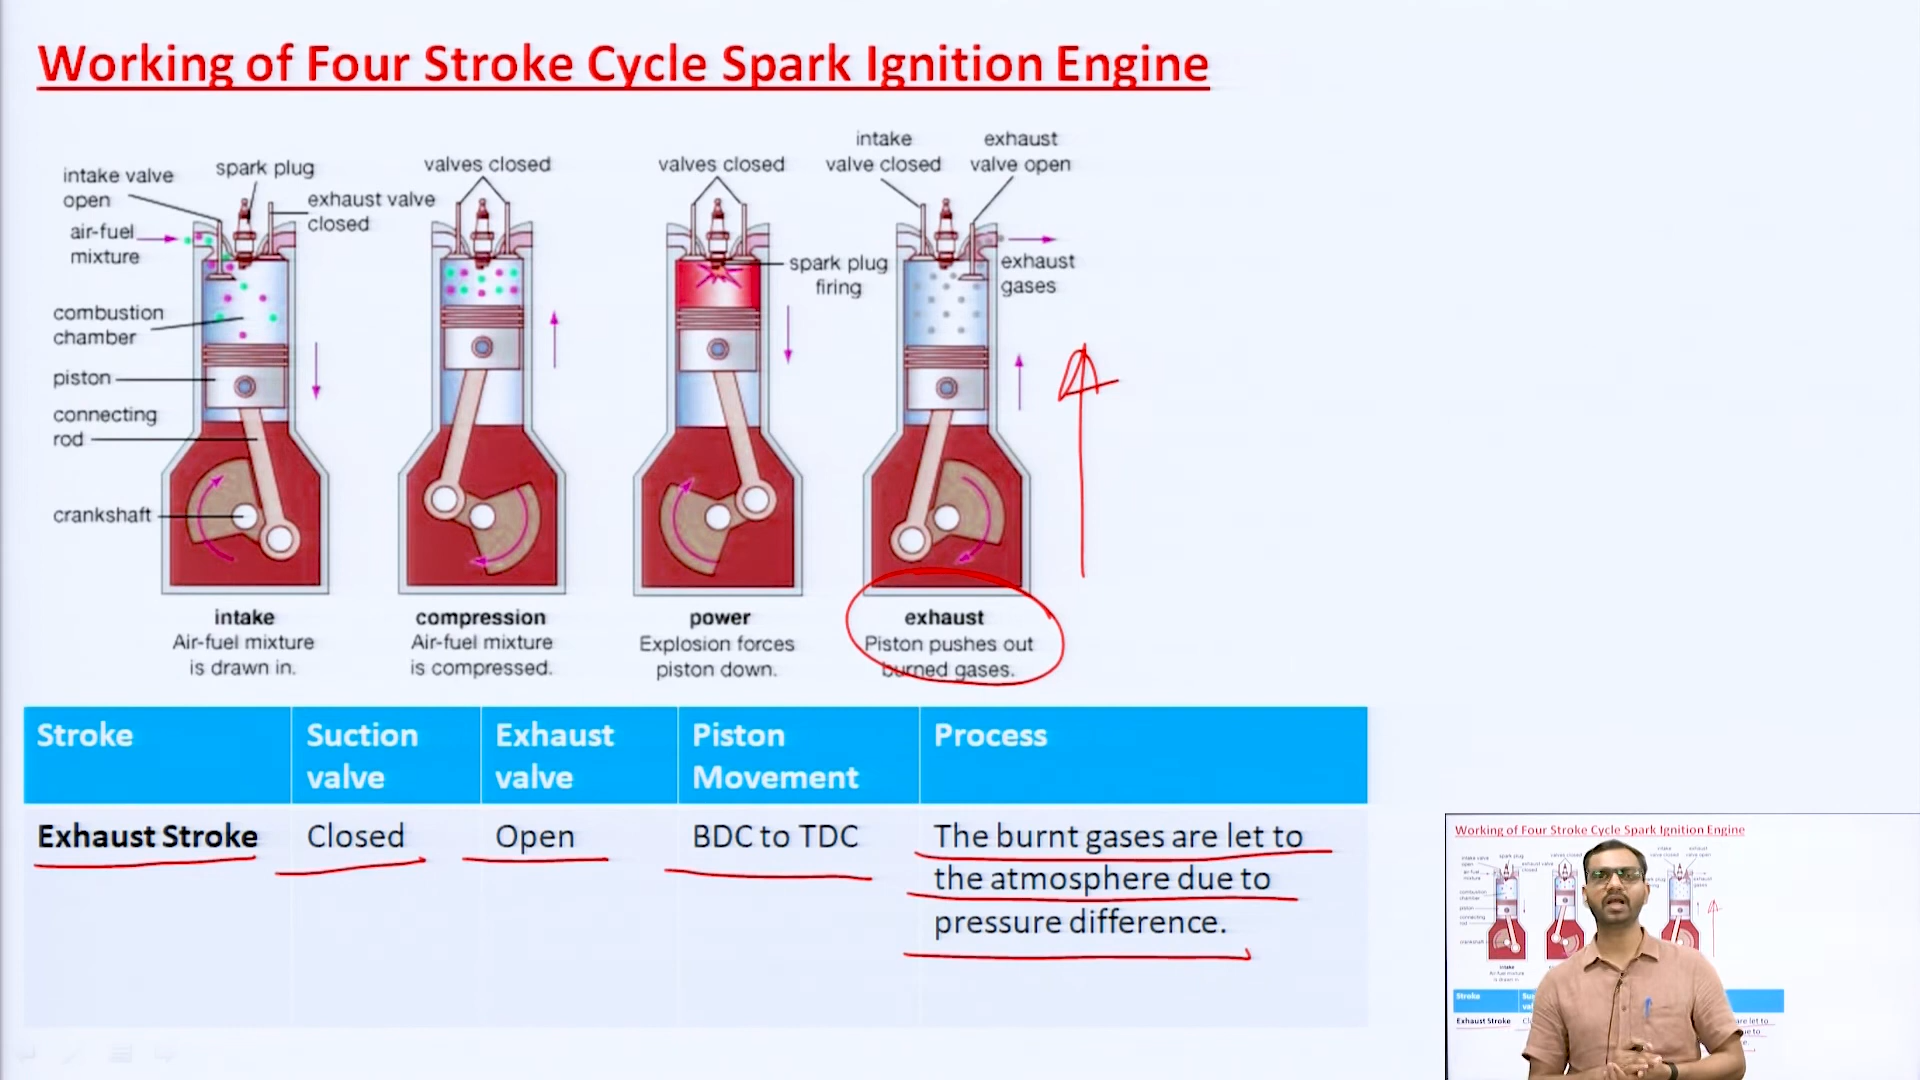 Working of Four Stroke Cycle Spark Ignition Engine
intake valve
open
spark plug
exhaust valve
closed
air-fuel
mixture
combustion
chamber
piston
connecting
rod
crankshaft
valves closed
valves closed
spark plug
firing
intake
valve closed
exhaust
valve open
exhaust
gases
intake
Air-fuel mixture
is drawn in.
compression
Air-fuel mixture
is compressed.
power
Explosion forces
piston down.
exhaust
Piston pushes out
burned gases.
Stroke
Suction
valve
Exhaust
valve
Piston
Movement
Process
Exhaust Stroke
Closed
Open
BDC to TDC
The burnt gases are let to
the atmosphere due to
pressure difference.
Working of Four Stroke Cycle Spark Ignition Engine
Stroke
Exhaust Stroke